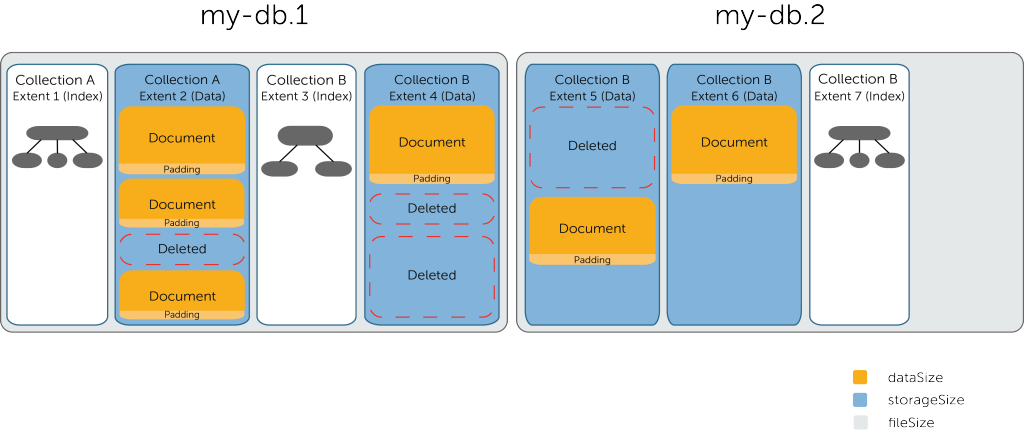 my-db.1
Collection A
Extent 1 (Index)
Collection A
Extent 2 (Data)
Document
Padding
Document
Padding
Deleted
Document
Padding
Collection B
Extent 3 (Index)
Collection B
Extent 4 (Data)
Document
Padding
Deleted
Deleted
my-db.2
Collection B
Extent 5 (Data)
Deleted
Document
Padding
Collection B
Extent 6 (Data)
Document
Padding
Collection B
Extent 7 (Index)
dataSize
storageSize
fileSize